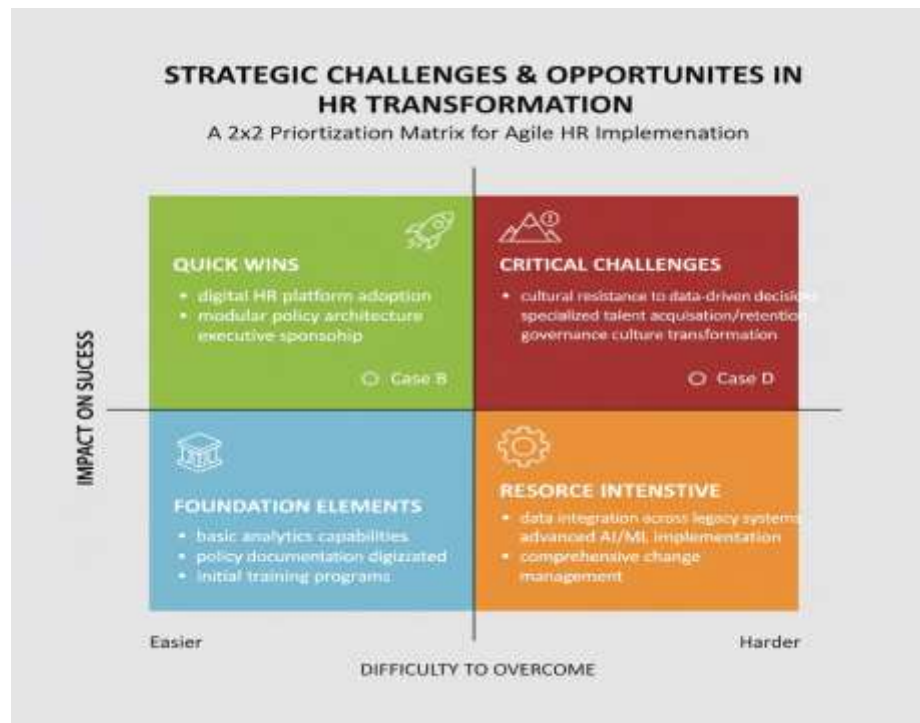 STRATEGIC CHALLENGES & OPPORTUNITES IN
HR TRANSFORMATION
A 2x2 Priortization Matrix for Agile HR Implemenation
QUICK WINS
• digital HR platform adoption
• modular policy architecture
executive sponsohip
Case B
CRITICAL CHALLENGES
• cultural resistance to data-driven decisions
specialized talent acquisation/retention
governance culture transformation
Case D
IMPACT ON SUCESS
FOUNDATION ELEMENTS
• basic analytics capabilities
• policy documentation digizzated
• initial training programs
RESORCE INTENSTIVE
• data integration across legacy systems
advanced AI/ML implementation
• comprehensive change
management
Easier
Harder
DIFFICULTY TO OVERCOME